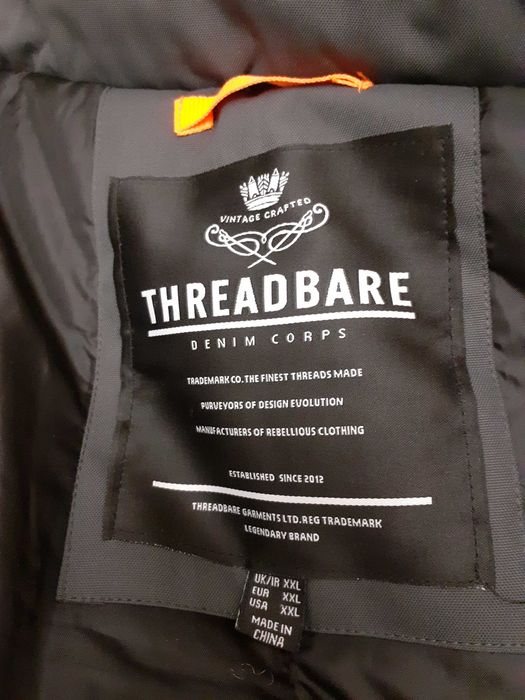 VINTAGE CRAFTED
THREADBARE
DENIM CORPS
TRADEMARK CO.THE FINEST THREADS MADE
PURVEYORS OF DESIGN EVOLUTION
MANUFACTURERS OF REBELLIOUS CLOTHING
ESTABLISHED SINCE 2012
THREADBARE GARMENTS LTD.REG TRADEMARK
LEGENDARY BRAND
UK/IR XXL
EUR XXL
USA XXL
MADE IN
CHINA